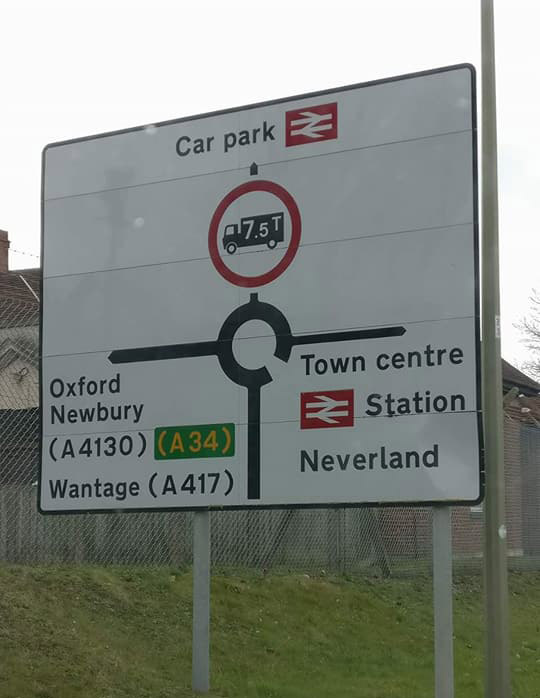 Car park
7.5T
Town centre
Station
Neverland
Oxford
Newbury
(A4130) (A34)
Wantage (A417)